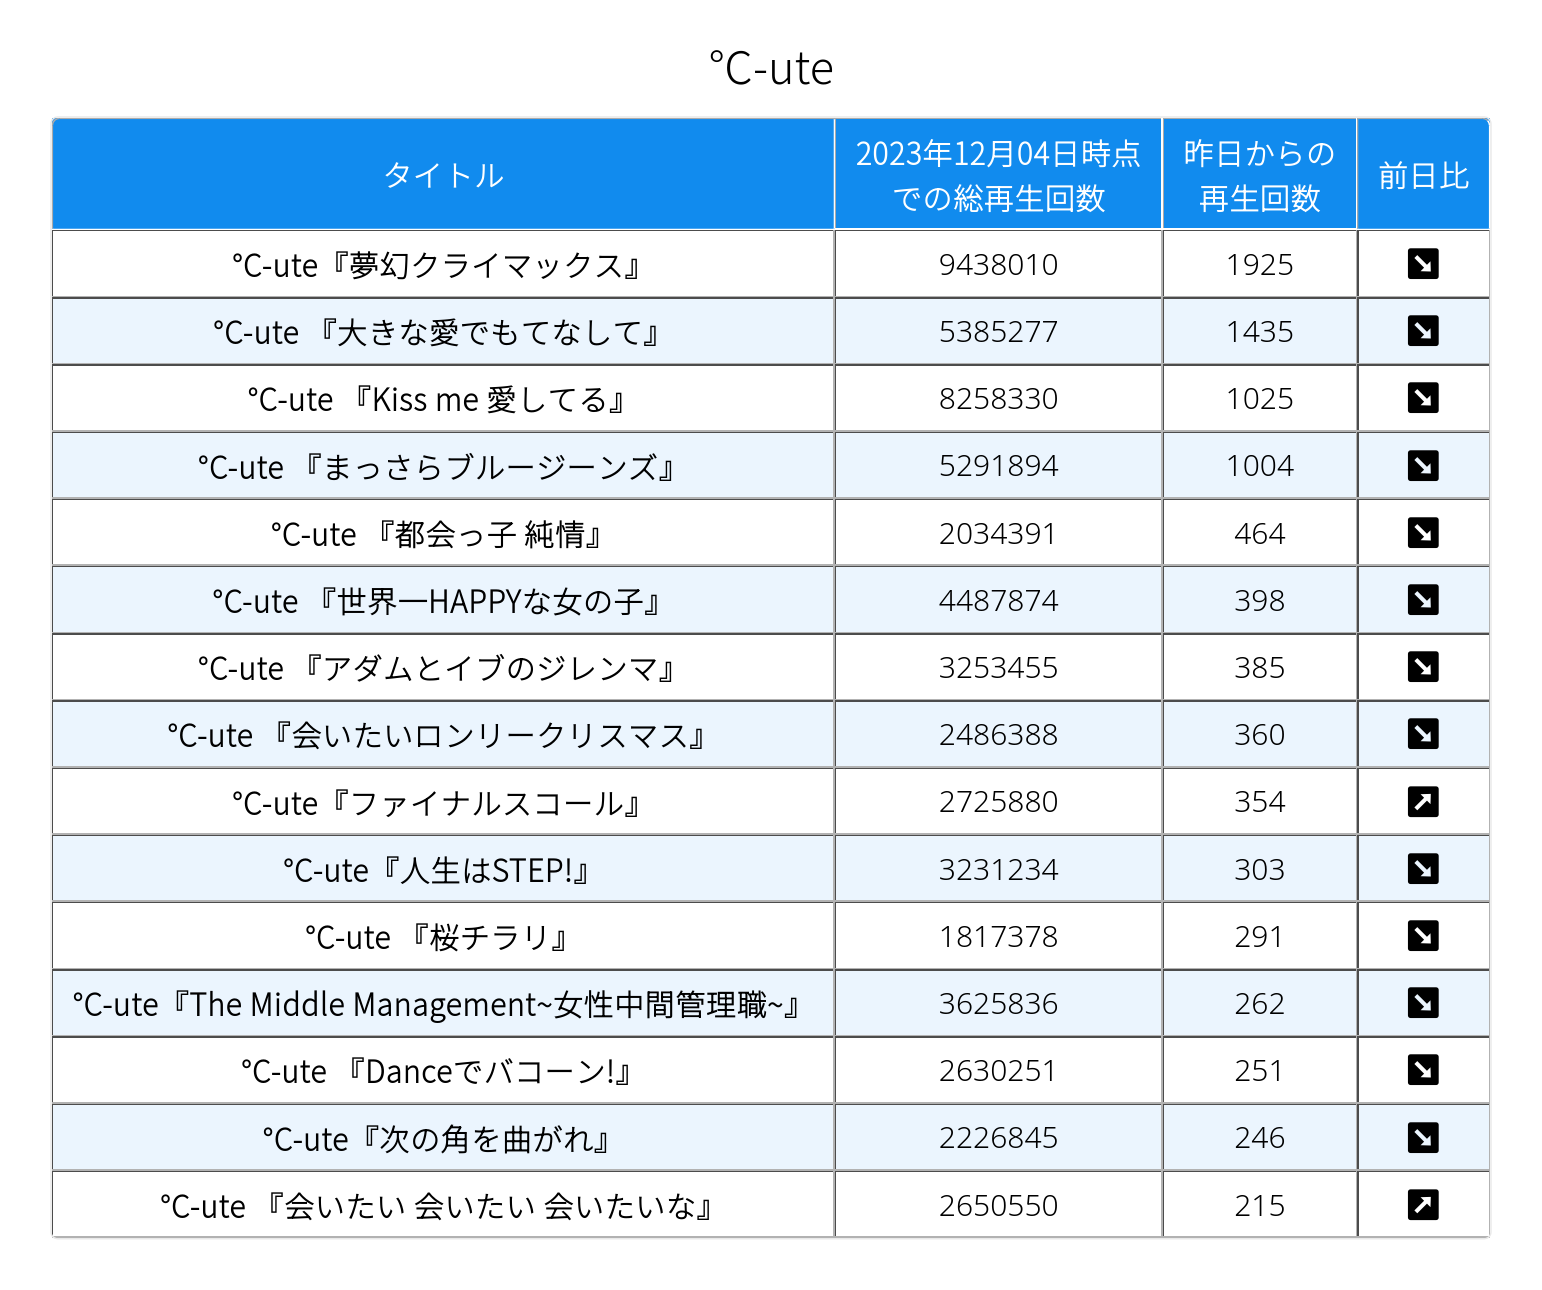 ℃-ute
タイトル
2023年12月04日時点
での総再生回数
昨日からの
再生回数
前日比
℃-ute『夢幻クライマックス』 9438010 1925 ↘
℃-ute 『大きな愛でもてなして』 5385277 1435 ↘
℃-ute 『Kiss me 愛してる』 8258330 1025 ↘
℃-ute 『まっさらブルージーンズ』 5291894 1004 ↘
℃-ute 『都会っ子 純情』 2034391 464 ↘
℃-ute 『世界一HAPPYな女の子』 4487874 398 ↘
℃-ute 『アダムとイブのジレンマ』 3253455 385 ↘
℃-ute 『会いたいロンリークリスマス』 2486388 360 ↘
℃-ute『ファイナルスコール』 2725880 354 ↗
℃-ute『人生はSTEP!』 3231234 303 ↘
℃-ute 『桜チラリ』 1817378 291 ↘
℃-ute『The Middle Management~女性中間管理職~』 3625836 262 ↘
℃-ute 『Danceでバコーン!』 2630251 251 ↘
℃-ute『次の角を曲がれ』 2226845 246 ↘
℃-ute 『会いたい 会いたい 会いたいな』 2650550 215 ↗